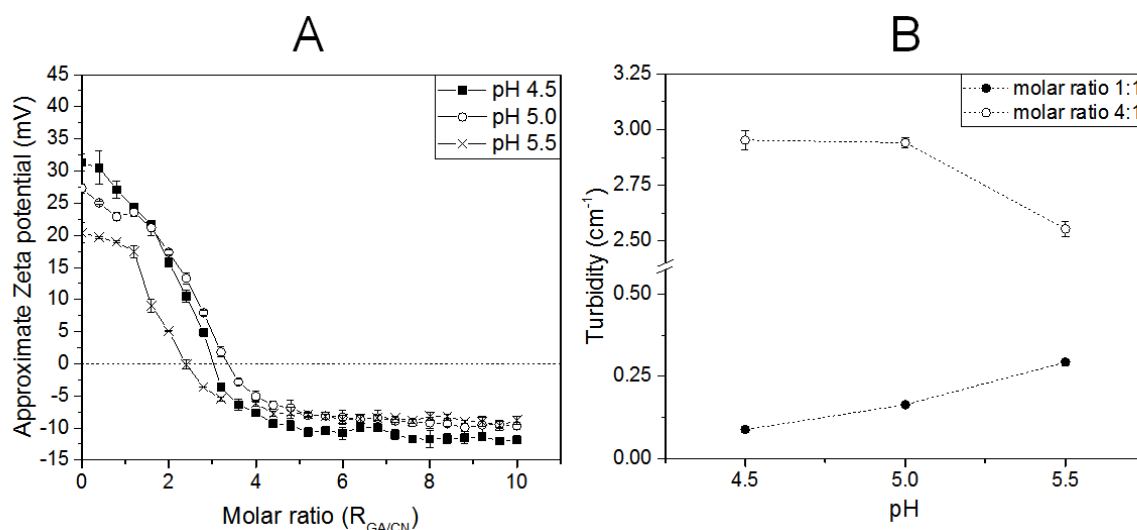 A
Approximate Zeta potential (mV)
45
40
35
30
25
20
15
10
5
0
-5
-10
-15
pH 4.5
pH 5.0
pH 5.5
0 2 4 6 8 10
Molar ratio (R_GA/CN)
B
Turbidity (cm⁻¹)
3.25
3.00
2.75
2.50
0.50
0.25
0.00
molar ratio 1:1
molar ratio 4:1
4.5 5.0 5.5
pH